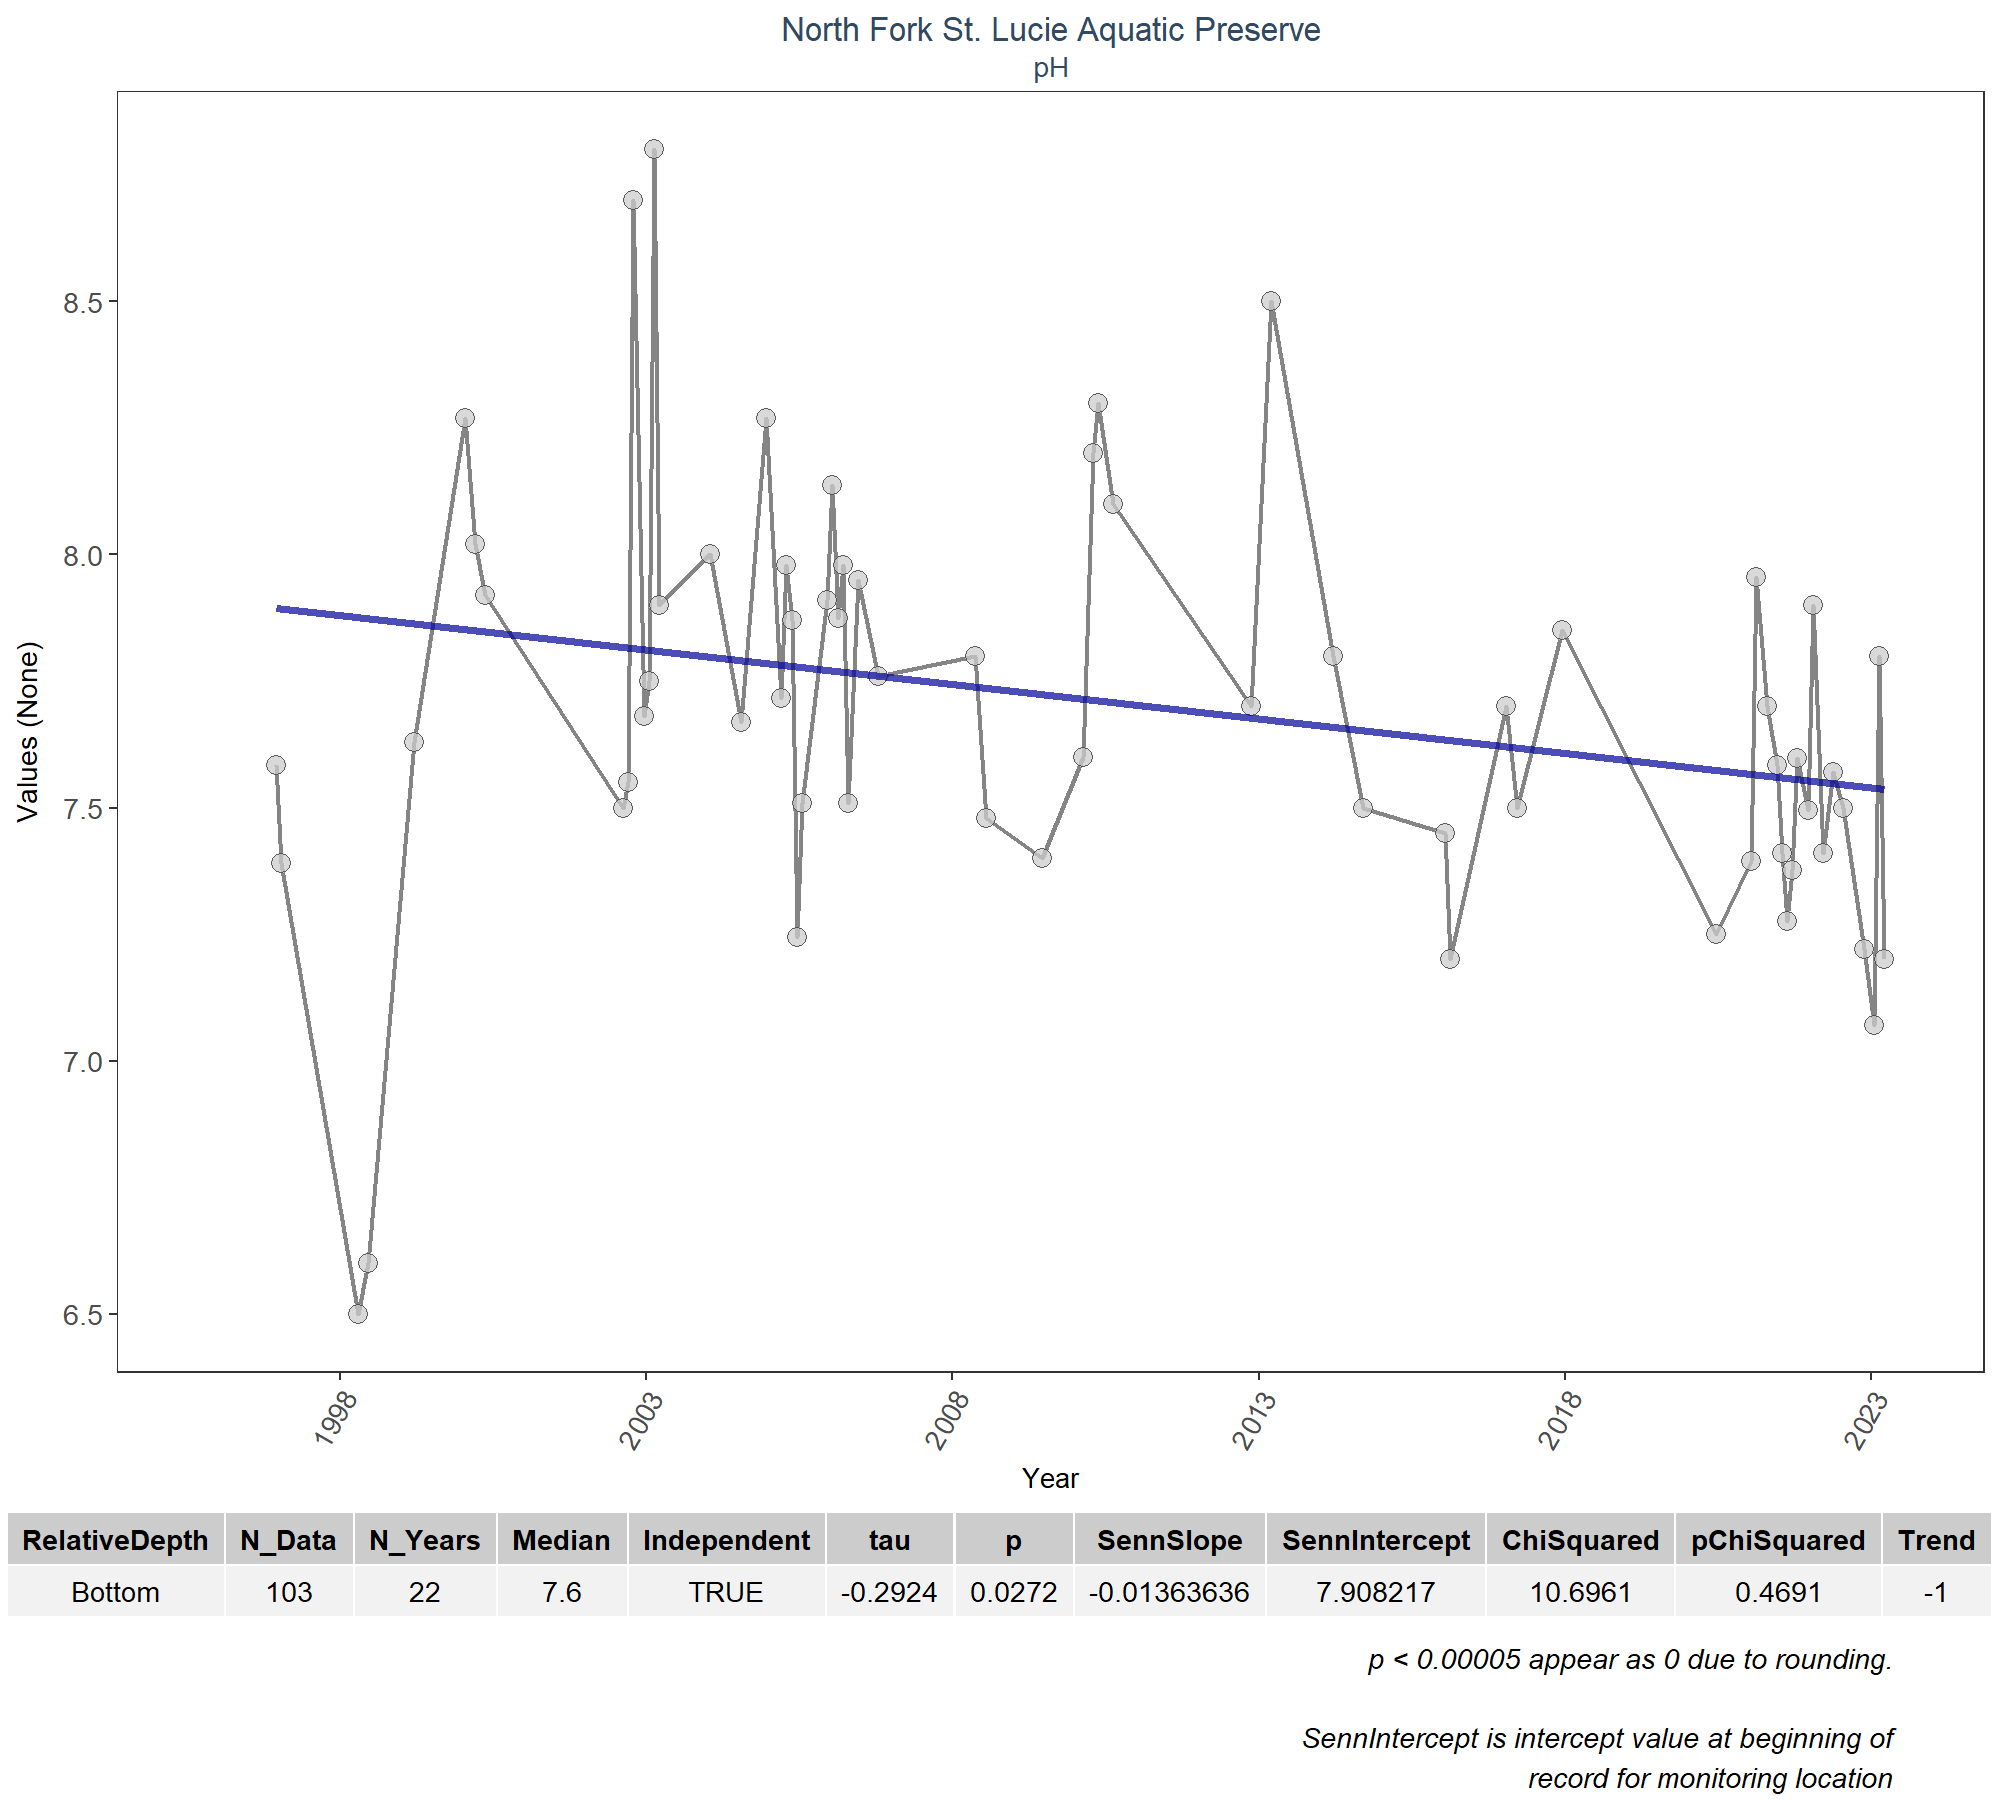 North Fork St. Lucie Aquatic Preserve
pH
Values (None)
8.5
8.0
7.5
7.0
6.5
1998 2003 2008 2013 2018 2023
Year
RelativeDepth N_Data N_Years Median Independent tau p SennSlope SennIntercept ChiSquared pChiSquared Trend
Bottom 103 22 7.6 TRUE -0.2924 0.0272 -0.01363636 7.908217 10.6961 0.4691 -1
p < 0.00005 appear as 0 due to rounding.
SennIntercept is intercept value at beginning of
record for monitoring location